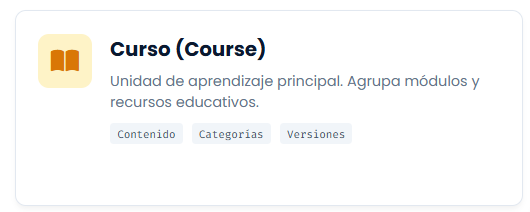 Curso (Course)
Unidad de aprendizaje principal. Agrupa módulos y
recursos educativos.
Contenido Categorías Versiones